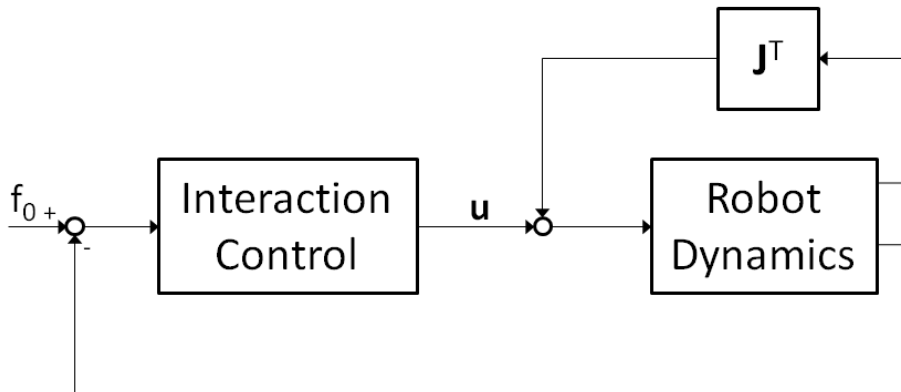 J^T
f_0 +
-
Interaction
Control
u
Robot
Dynamics